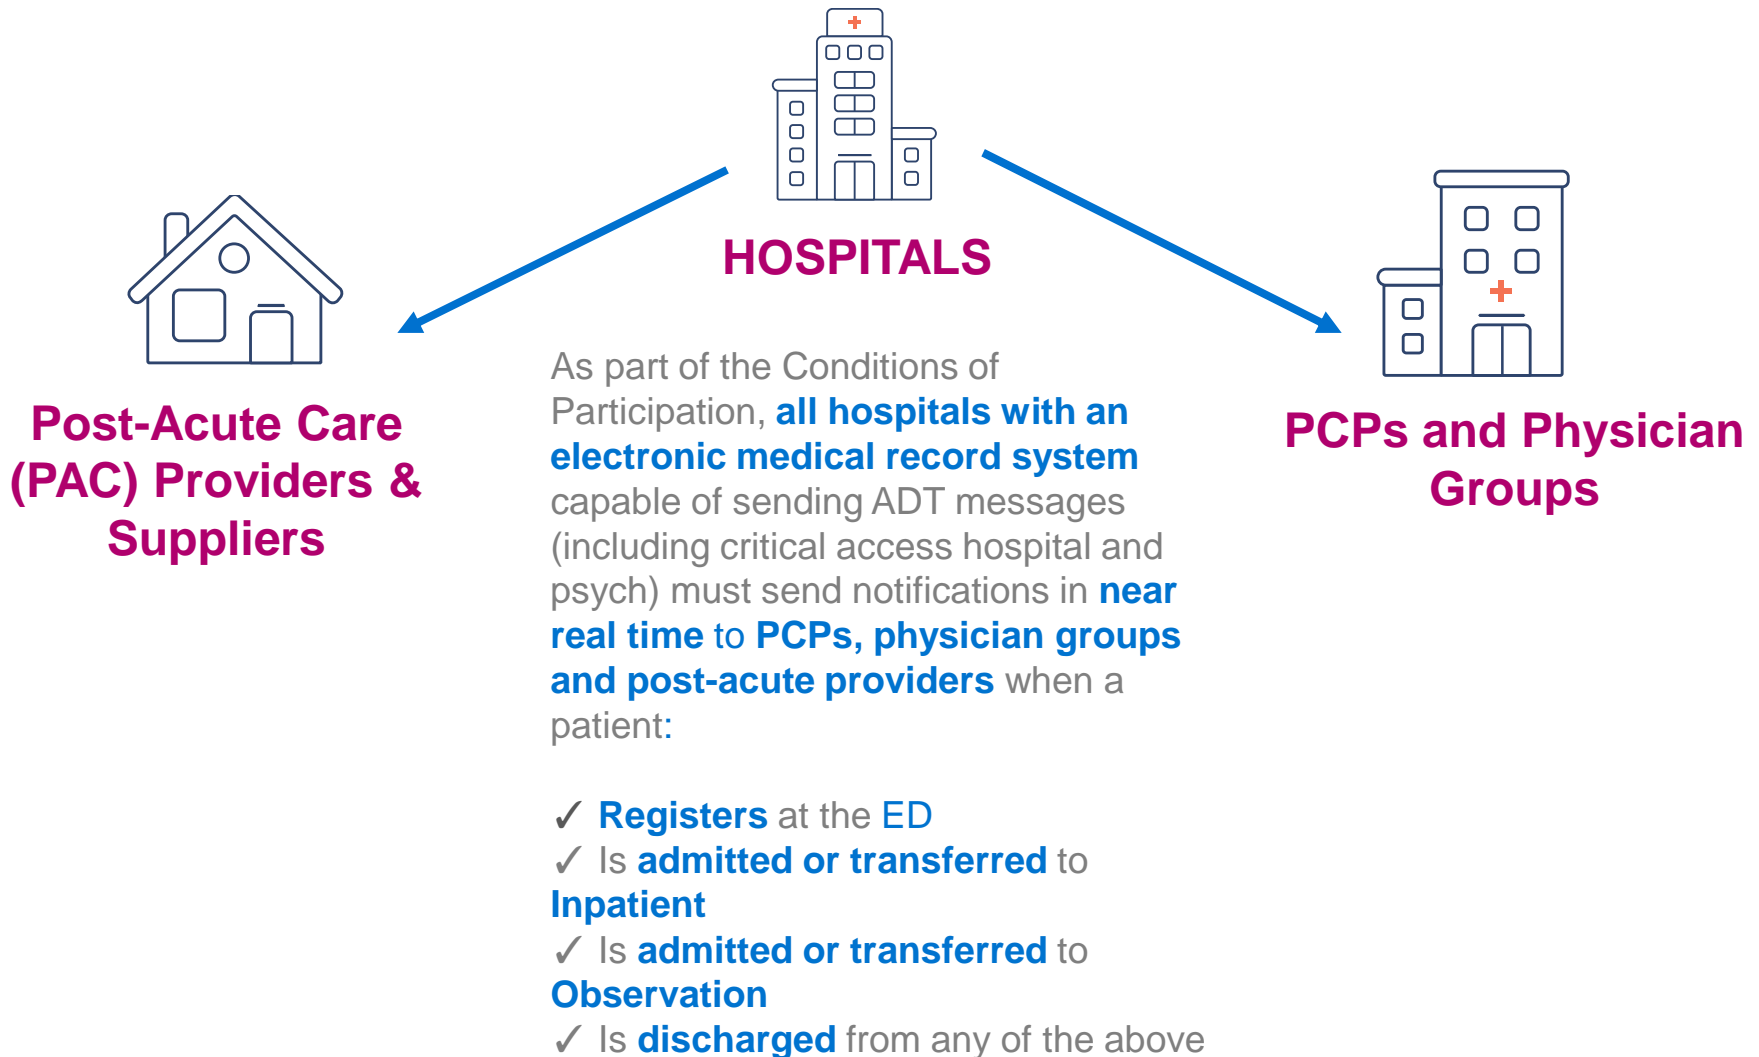 HOSPITALS
Post-Acute Care
(PAC) Providers &
Suppliers
As part of the Conditions of
Participation, all hospitals with an
electronic medical record system
capable of sending ADT messages
(including critical access hospital and
psych) must send notifications in near
real time to PCPs, physician groups
and post-acute providers when a
patient:
✓ Registers at the ED
✓ Is admitted or transferred to
Inpatient
✓ Is admitted or transferred to
Observation
✓ Is discharged from any of the above
PCPs and Physician
Groups